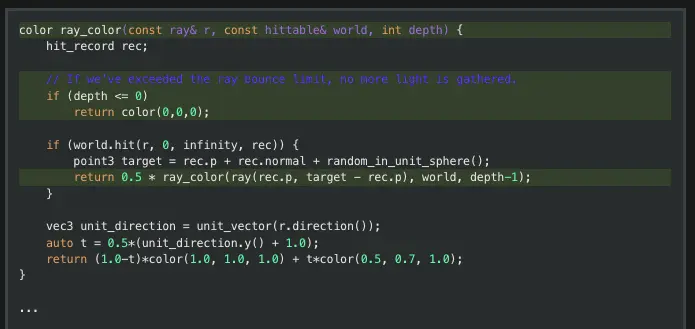 color ray_color(const ray& r, const hittable& world, int depth) {
    hit_record rec;

    // If we've exceeded the ray bounce limit, no more light is gathered.
    if (depth <= 0)
        return color(0,0,0);

    if (world.hit(r, 0, infinity, rec)) {
        point3 target = rec.p + rec.normal + random_in_unit_sphere();
        return 0.5 * ray_color(ray(rec.p, target - rec.p), world, depth-1);
    }

    vec3 unit_direction = unit_vector(r.direction());
    auto t = 0.5*(unit_direction.y() + 1.0);
    return (1.0-t)*color(1.0, 1.0, 1.0) + t*color(0.5, 0.7, 1.0);
}

...